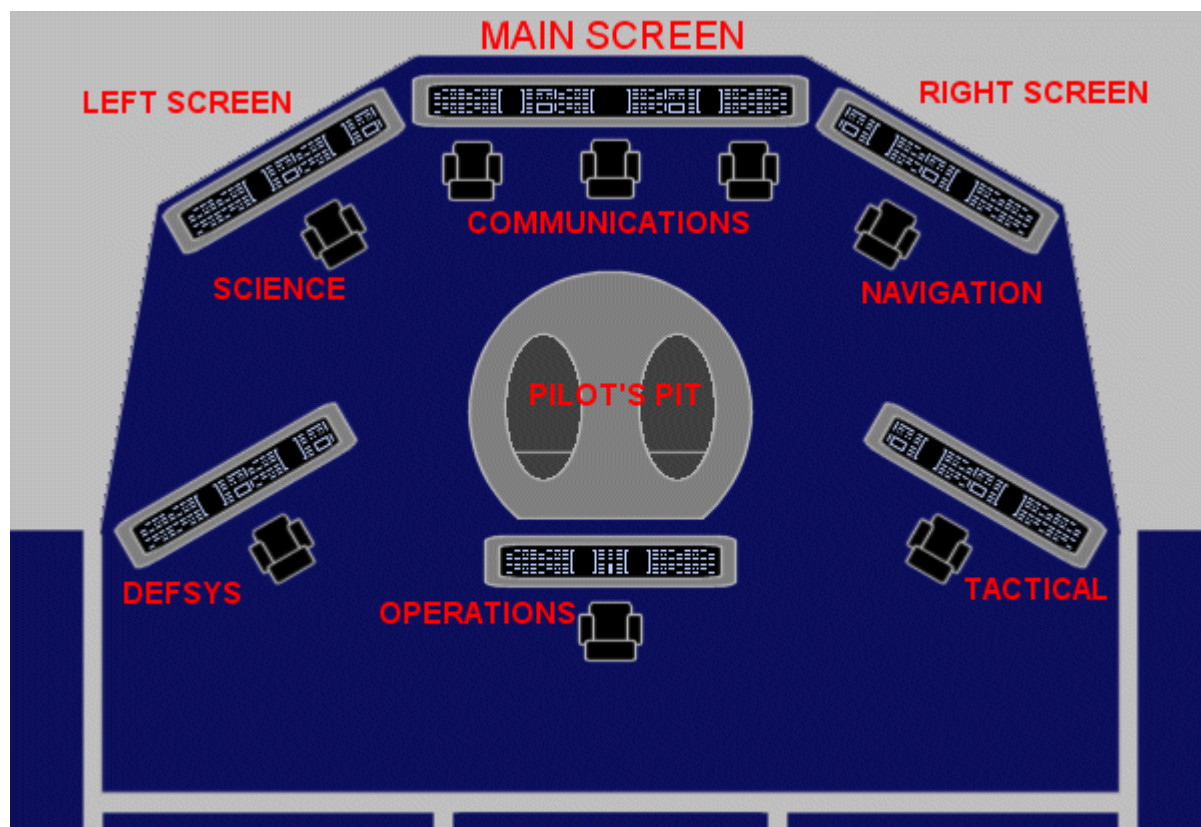 MAIN SCREEN
LEFT SCREEN
RIGHT SCREEN
COMMUNICATIONS
SCIENCE
NAVIGATION
PILOT'S PIT
DEFSYS
OPERATIONS
TACTICAL